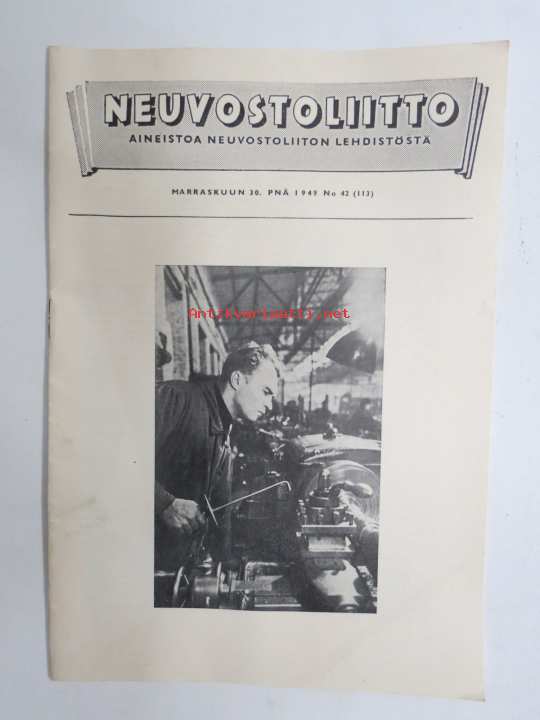 NEUVOSTOLIITTO
AINEISTOA NEUVOSTOLIITON LEHDISTÖSTÄ
MARRASKUUN 30. PNÄ 1949 No 42 (113)
Antikvariaatti.net